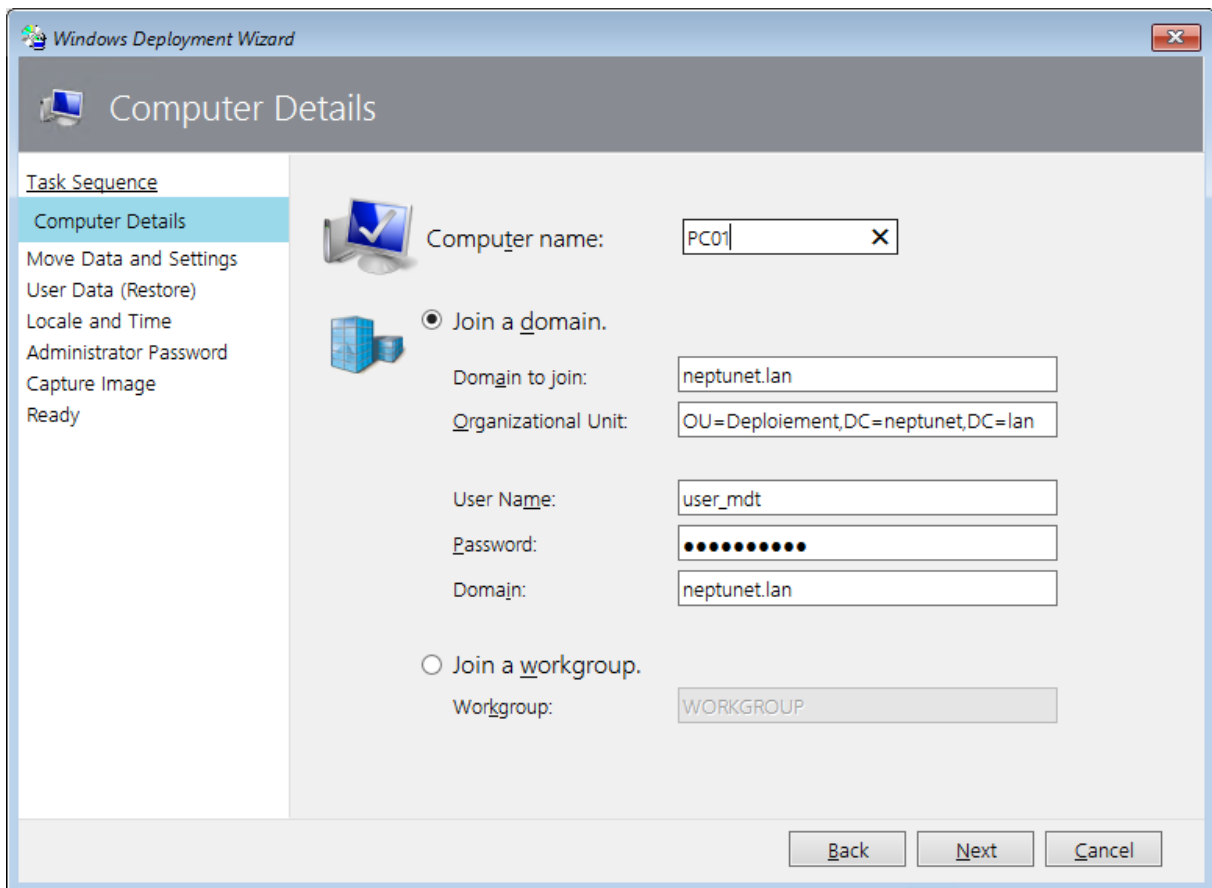 Windows Deployment Wizard
Computer Details
Task Sequence
Computer Details
Move Data and Settings
User Data (Restore)
Locale and Time
Administrator Password
Capture Image
Ready
Computer name: PC01
Join a domain.
Domain to join: neptunet.lan
Organizational Unit: OU=Deploiement,DC=neptunet,DC=lan
User Name: user_mdt
Password: ●●●●●●●●●●
Domain: neptunet.lan
Join a workgroup.
Workgroup: WORKGROUP
Back Next Cancel